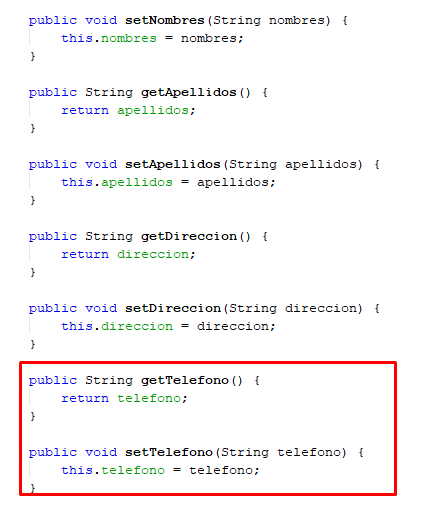 public void setNombres(String nombres) {
    this.nombres = nombres;
}
public String getApellidos() {
    return apellidos;
}
public void setApellidos(String apellidos) {
    this.apellidos = apellidos;
}
public String getDireccion() {
    return direccion;
}
public void setDireccion(String direccion) {
    this.direccion = direccion;
}
public String getTelefono() {
    return telefono;
}
public void setTelefono(String telefono) {
    this.telefono = telefono;
}